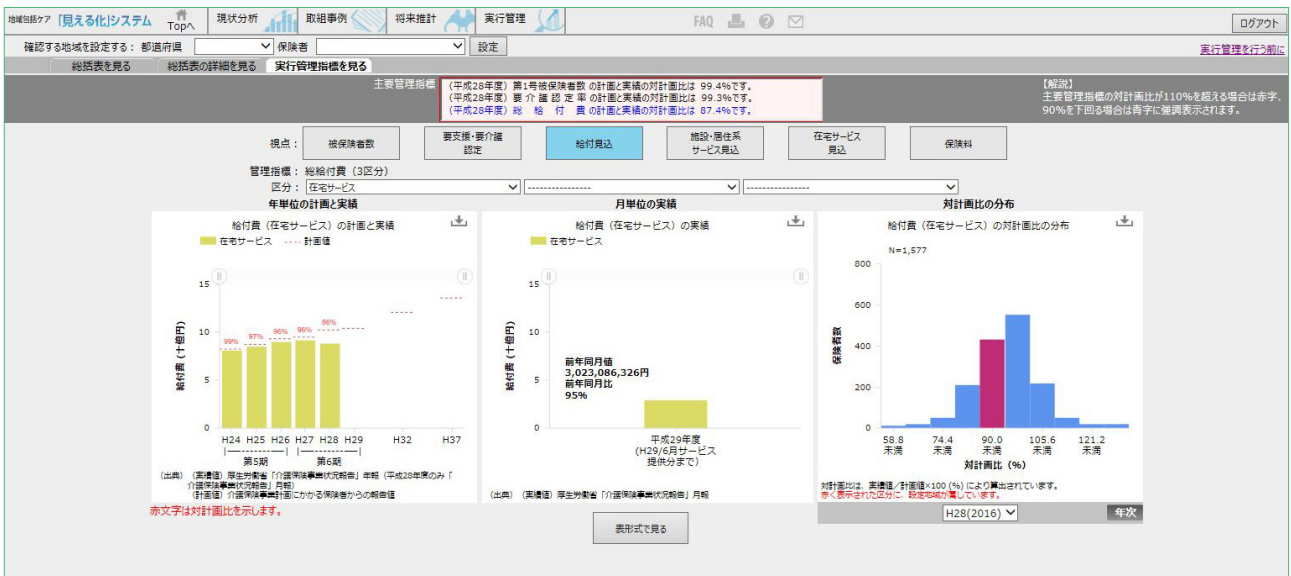 地域包括ケア 「見える化」システム
Topへ
現状分析
取組事例
将来推計
実行管理
FAQ
ログアウト
確認する地域を設定する： 都道府県
保険者
設定
実行管理を行う前に
総括表を見る
総括表の詳細を見る
実行管理指標を見る
主要管理指標
（平成28年度）第1号被保険者数 の計画と実績の対計画比は 99.4%です。
（平成28年度）要 介 護 認 定 率 の計画と実績の対計画比は 99.3%です。
（平成28年度）総 給 付 費 の計画と実績の対計画比は 87.4%です。
【解説】
主要管理指標の対計画比が110%を超える場合は赤字、
90%を下回る場合は青字に強調表示されます。
視点：
被保険者数
要支援・要介護
認定
給付見込
施設・居住系
サービス見込
在宅サービス
見込
保険料
管理指標： 総給付費（3区分）
区分： 在宅サービス
----------------
----------------
年単位の計画と実績
月単位の実績
対計画比の分布
給付費（在宅サービス）の計画と実績
在宅サービス ---- 計画値
給付費（十億円）
15
10
5
0
99%
97%
96%
96%
86%
H24 H25 H26 H27 H28 H29 H32 H37
|----------| |----------|
第5期 第6期
（出典）（実績値）厚生労働省「介護保険事業状況報告」年報（平成28年度のみ「
介護保険事業状況報告」月報）
（計画値）介護保険事業計画にかかる保険者からの報告値
赤文字は対計画比を示します。
給付費（在宅サービス）の実績
在宅サービス
給付費（十億円）
15
10
5
0
前年同月値
3,023,086,326円
前年同月比
95%
平成29年度
(H29/6月サービス
提供分まで)
（出典）（実績値）厚生労働省「介護保険事業状況報告」月報
表形式で見る
給付費（在宅サービス）の対計画比の分布
N=1,577
保険者数
800
600
400
200
0
58.8 74.4 90.0 105.6 121.2
未満 未満 未満 未満 未満
対計画比（%）
対計画比は、実績値／計画値×100 (%) により算出されています。
赤く表示された区分に、設定地域が属しています。
H28(2016)
年次